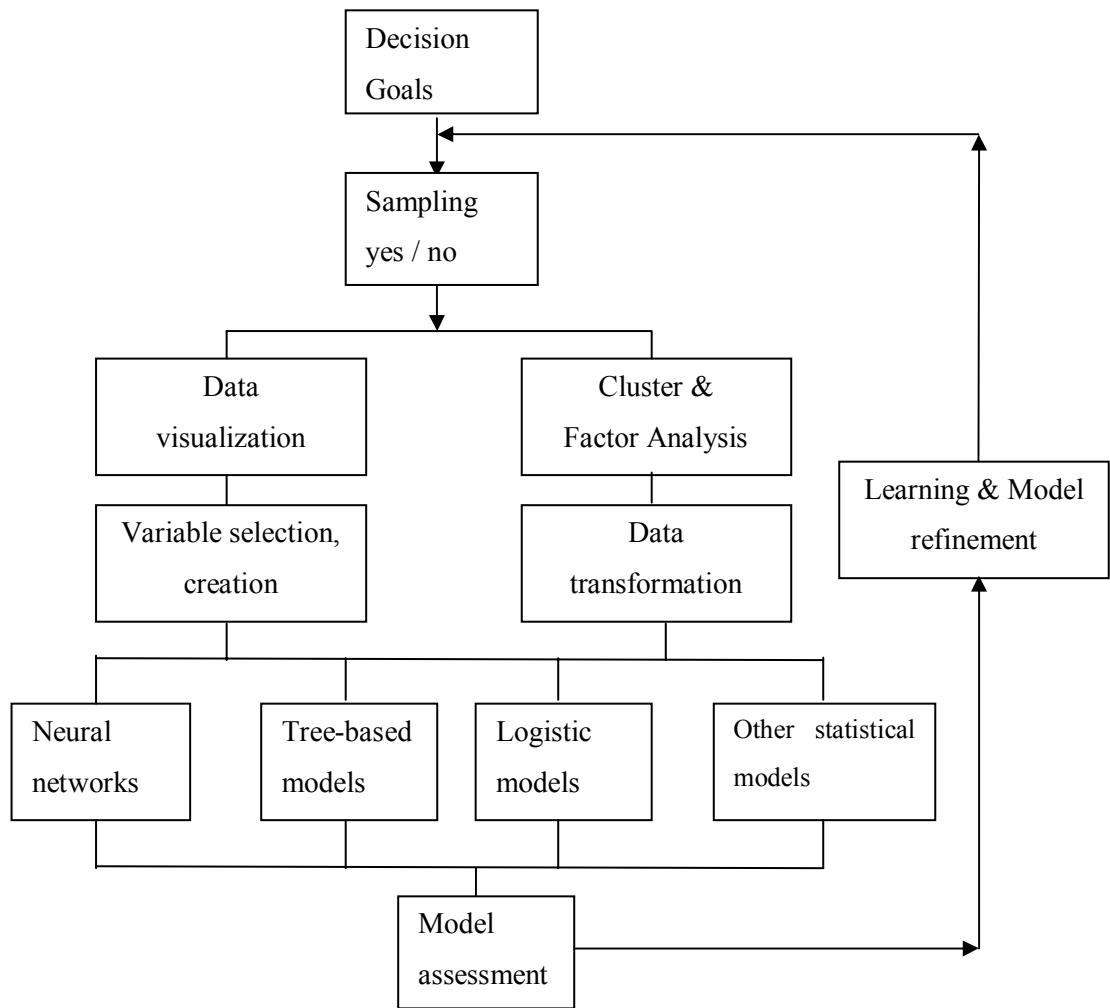 Decision
Goals
Sampling
yes / no
Data
visualization
Cluster &
Factor Analysis
Learning & Model
refinement
Variable selection,
creation
Data
transformation
Neural
networks
Tree-based
models
Logistic
models
Other statistical
models
Model
assessment